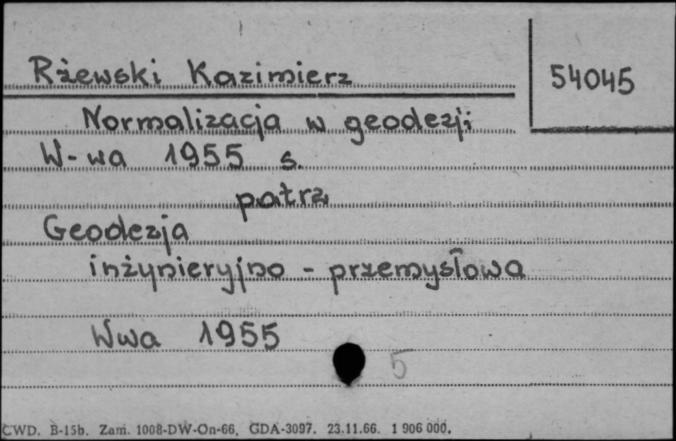 Rżewski Kazimierz
54045
Normalizacja w geodezji
W-wa 1955 s.
patrz
Geodezja
inżynieryjno - przemysłowa
Wwa 1955
5
CWD. B-15b. Zam. 1008-DW-On-66. GDA-3097. 23.11.66. 1 906 000.